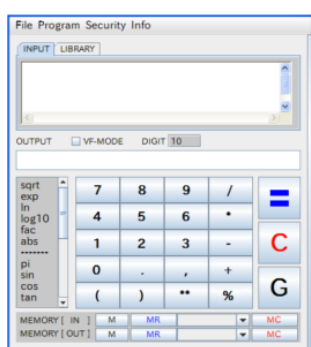 File Program Security Info
INPUT LIBRARY
OUTPUT VF-MODE DIGIT 10
sqrt
exp
ln
log10
fac
abs
-------
pi
sin
cos
tan
7 8 9 /
4 5 6 *
1 2 3 -
0 . , +
( ) ** %
=
C
G
MEMORY [ IN ] M MR MC
MEMORY [ OUT ] M MR MC